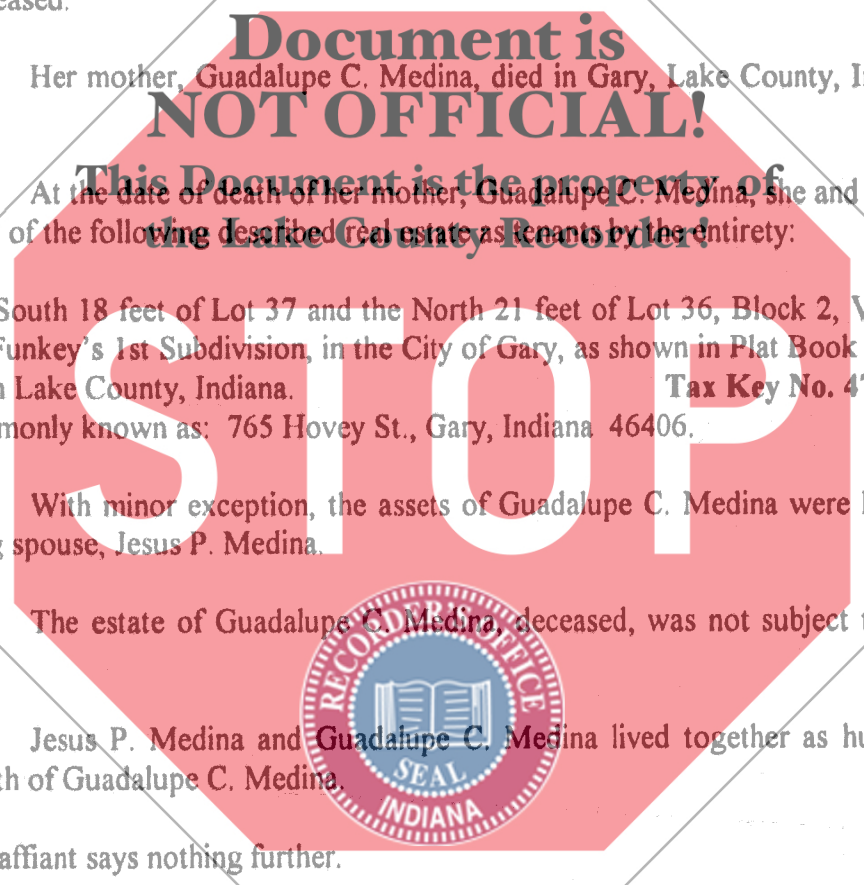 eased.
Document is
Her mother, Guadalupe C. Medina, died in Gary, Lake County, I
NOT OFFICIAL!
This Document is the property of
At the date of death of her mother, Guadalupe C. Medina, she and
the Lake County Recorder!
of the following described real estate as tenants by the entirety:
South 18 feet of Lot 37 and the North 21 feet of Lot 36, Block 2,
Funkey's 1st Subdivision, in the City of Gary, as shown in Plat Book
n Lake County, Indiana. Tax Key No. 47
monly known as: 765 Hovey St., Gary, Indiana 46406.
STOP
With minor exception, the assets of Guadalupe C. Medina were
g spouse, Jesus P. Medina.
The estate of Guadalupe C. Medina, deceased, was not subject t
RECORDER'S OFFICE
Jesus P. Medina and Guadalupe C. Medina lived together as hu
th of Guadalupe C. Medina.
SEAL
INDIANA
affiant says nothing further.